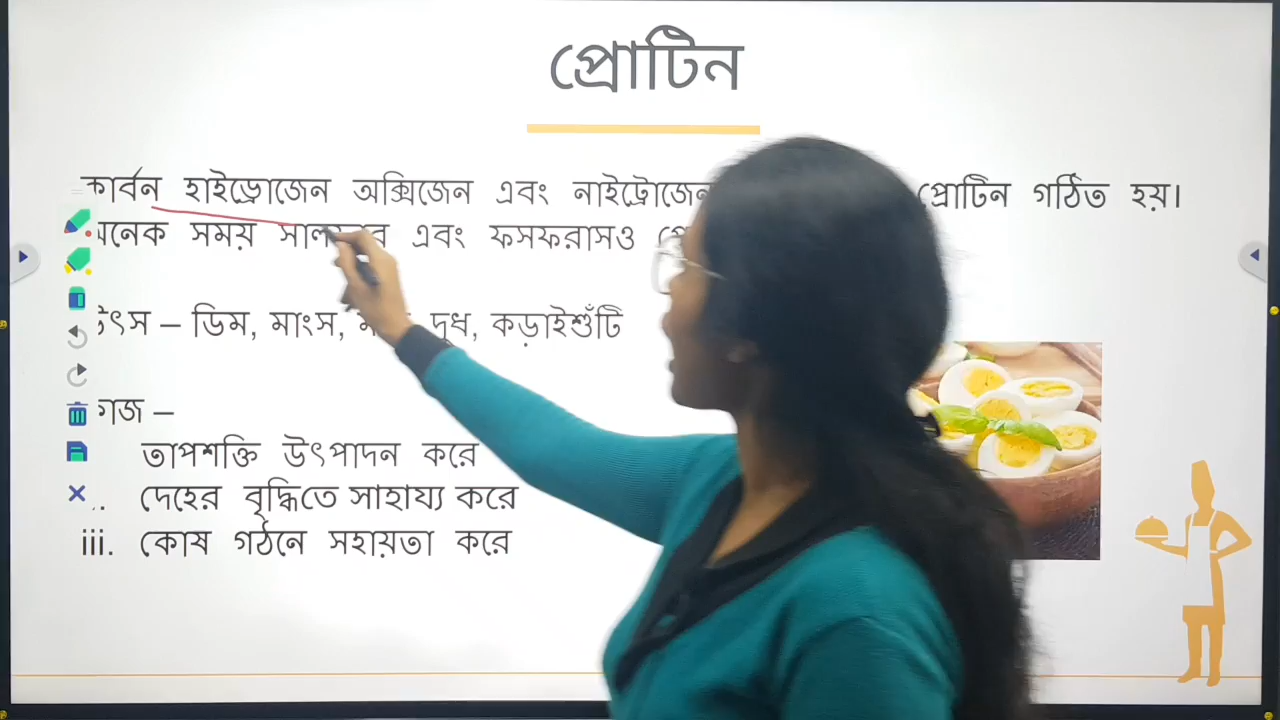 প্রোটিন
কার্বন হাইড্রোজেন অক্সিজেন এবং নাইট্রোজেন প্রোটিন গঠিত হয়।
সময় এবং ফসফরাসও
– ডিম, মাংস, দুধ, কড়াইশুঁটি
–
তাপশক্তি উৎপাদন করে
দেহের বৃদ্ধিতে সাহায্য করে
iii. কোষ গঠনে সহায়তা করে